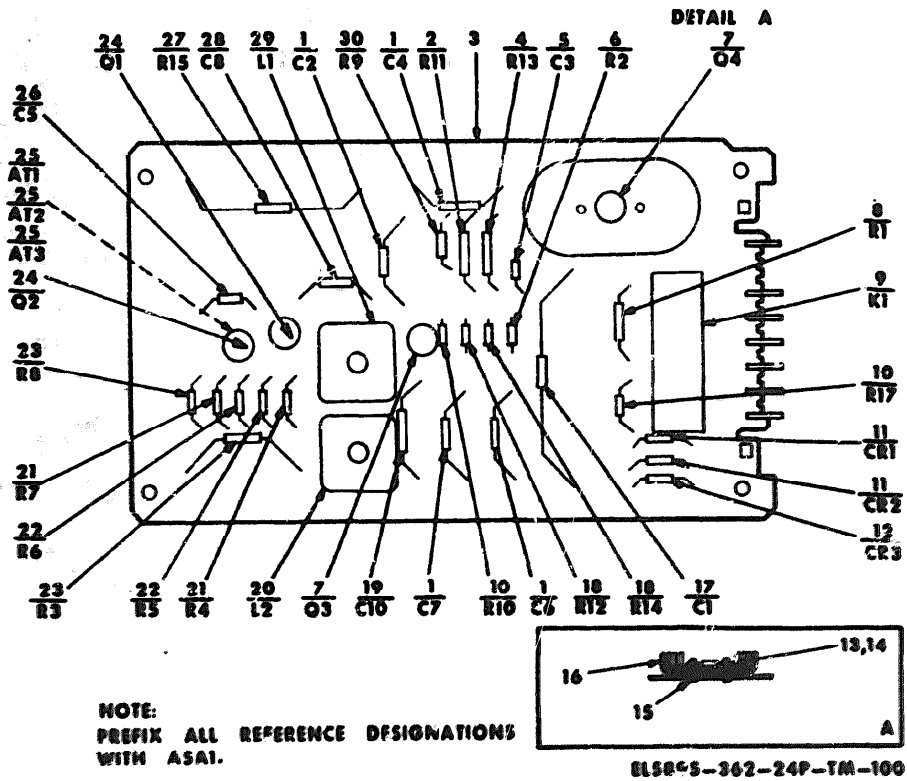 DETAIL A
24 27 28 29 1 30 1 2 3 4 5 6 7
Q1 R15 C8 L1 C2 R9 C4 R11 R13 C3 R2 Q4
26
C5
25
AT1
25
AT2
25
AT3
24
Q2
23
R8
21
R7
22
R6
8
R1
9
K1
10
R17
11
CR1
11
CR2
12
CR3
23 22 21 20 7 19 1 10 1 18 18 17
R3 R5 R4 L2 Q3 C10 C7 R10 C6 R12 R14 C1
13,14
16
15
A
NOTE:
PREFIX ALL REFERENCE DESIGNATIONS
WITH A5A1.